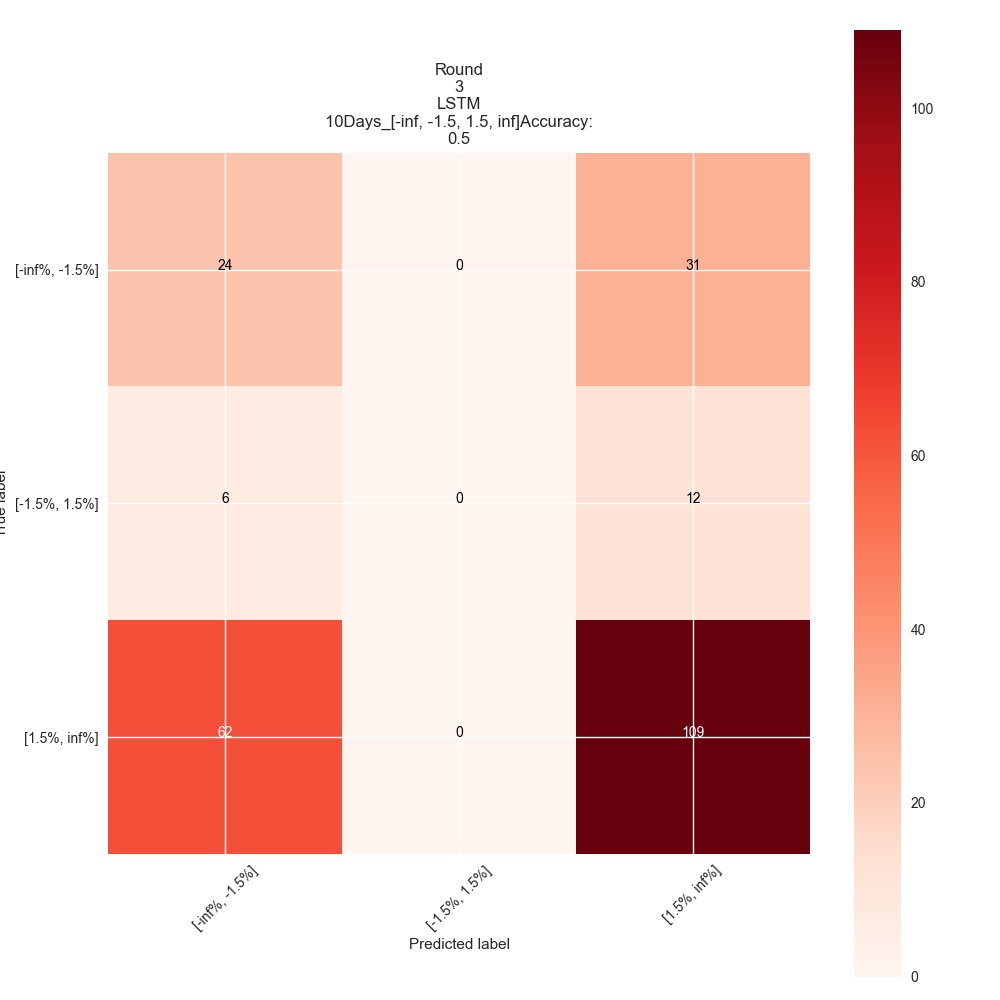 Round
3
LSTM
10Days_[-inf, -1.5, 1.5, inf]Accuracy:
0.5
[-inf%, -1.5%]
24
0
31
[-1.5%, 1.5%]
6
0
12
[1.5%, inf%]
62
0
109
True label
[-inf%, -1.5%]
[-1.5%, 1.5%]
[1.5%, inf%]
Predicted label
100
80
60
40
20
0